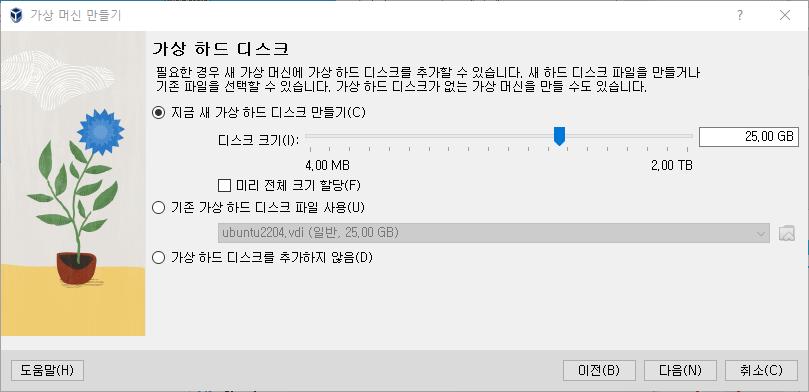 가상 머신 만들기
가상 하드 디스크
필요한 경우 새 가상 머신에 가상 하드 디스크를 추가할 수 있습니다. 새 하드 디스크 파일을 만들거나
기존 파일을 선택할 수 있습니다. 가상 하드 디스크가 없는 가상 머신을 만들 수도 있습니다.
지금 새 가상 하드 디스크 만들기(C)
디스크 크기(I): 25,00 GB
4,00 MB 2,00 TB
미리 전체 크기 할당(F)
기존 가상 하드 디스크 파일 사용(U)
ubuntu2204.vdi (일반, 25,00 GB)
가상 하드 디스크를 추가하지 않음(D)
도움말(H) 이전(B) 다음(N) 취소(C)